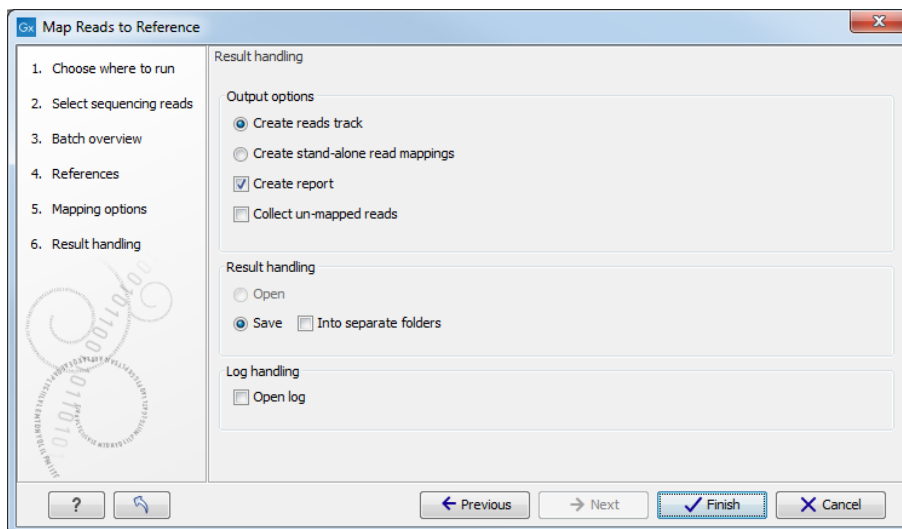 Gx Map Reads to Reference
1. Choose where to run
2. Select sequencing reads
3. Batch overview
4. References
5. Mapping options
6. Result handling
Result handling
Output options
Create reads track
Create stand-alone read mappings
Create report
Collect un-mapped reads
Result handling
Open
Save Into separate folders
Log handling
Open log
? Previous Next Finish Cancel